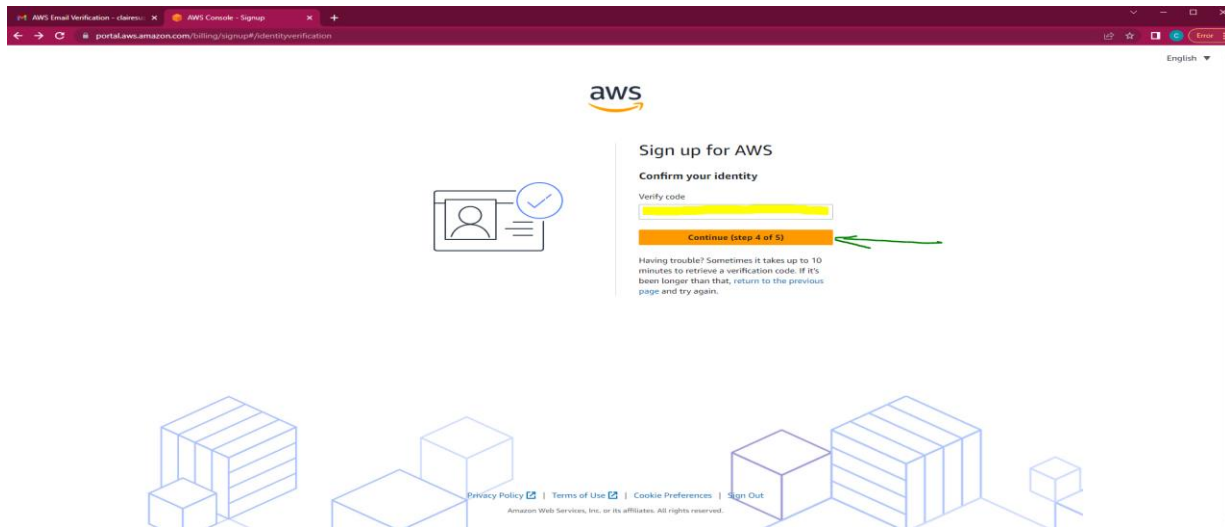 AWS Email Verification - clairesu
AWS Console - Signup
portal.aws.amazon.com/billing/signup#/identityverification
C
Error
English
aws
Sign up for AWS
Confirm your identity
Verify code
Continue (step 4 of 5)
Having trouble? Sometimes it takes up to 10
minutes to retrieve a verification code. If it's
been longer than that, return to the previous
page and try again.
Privacy Policy | Terms of Use | Cookie Preferences | Sign Out
Amazon Web Services, Inc. or its affiliates. All rights reserved.